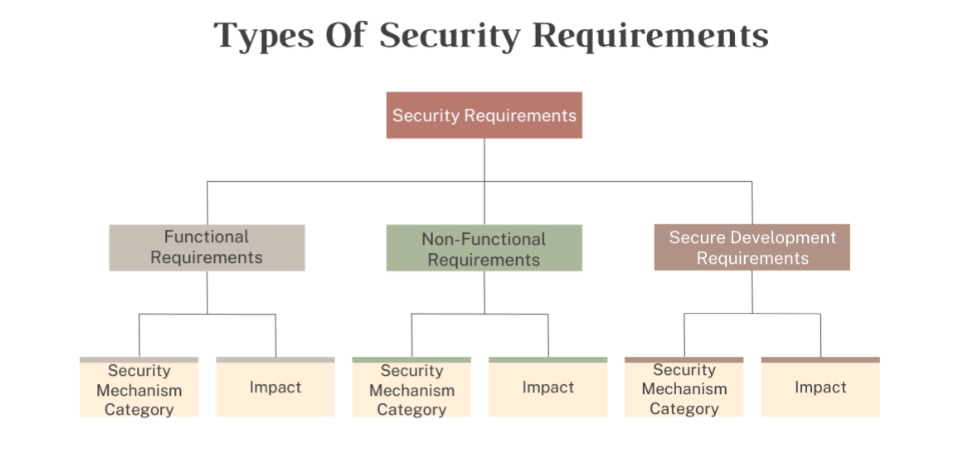 Types Of Security Requirements
Security Requirements
Functional
Requirements
Non-Functional
Requirements
Secure Development
Requirements
Security
Mechanism
Category
Impact
Security
Mechanism
Category
Impact
Security
Mechanism
Category
Impact